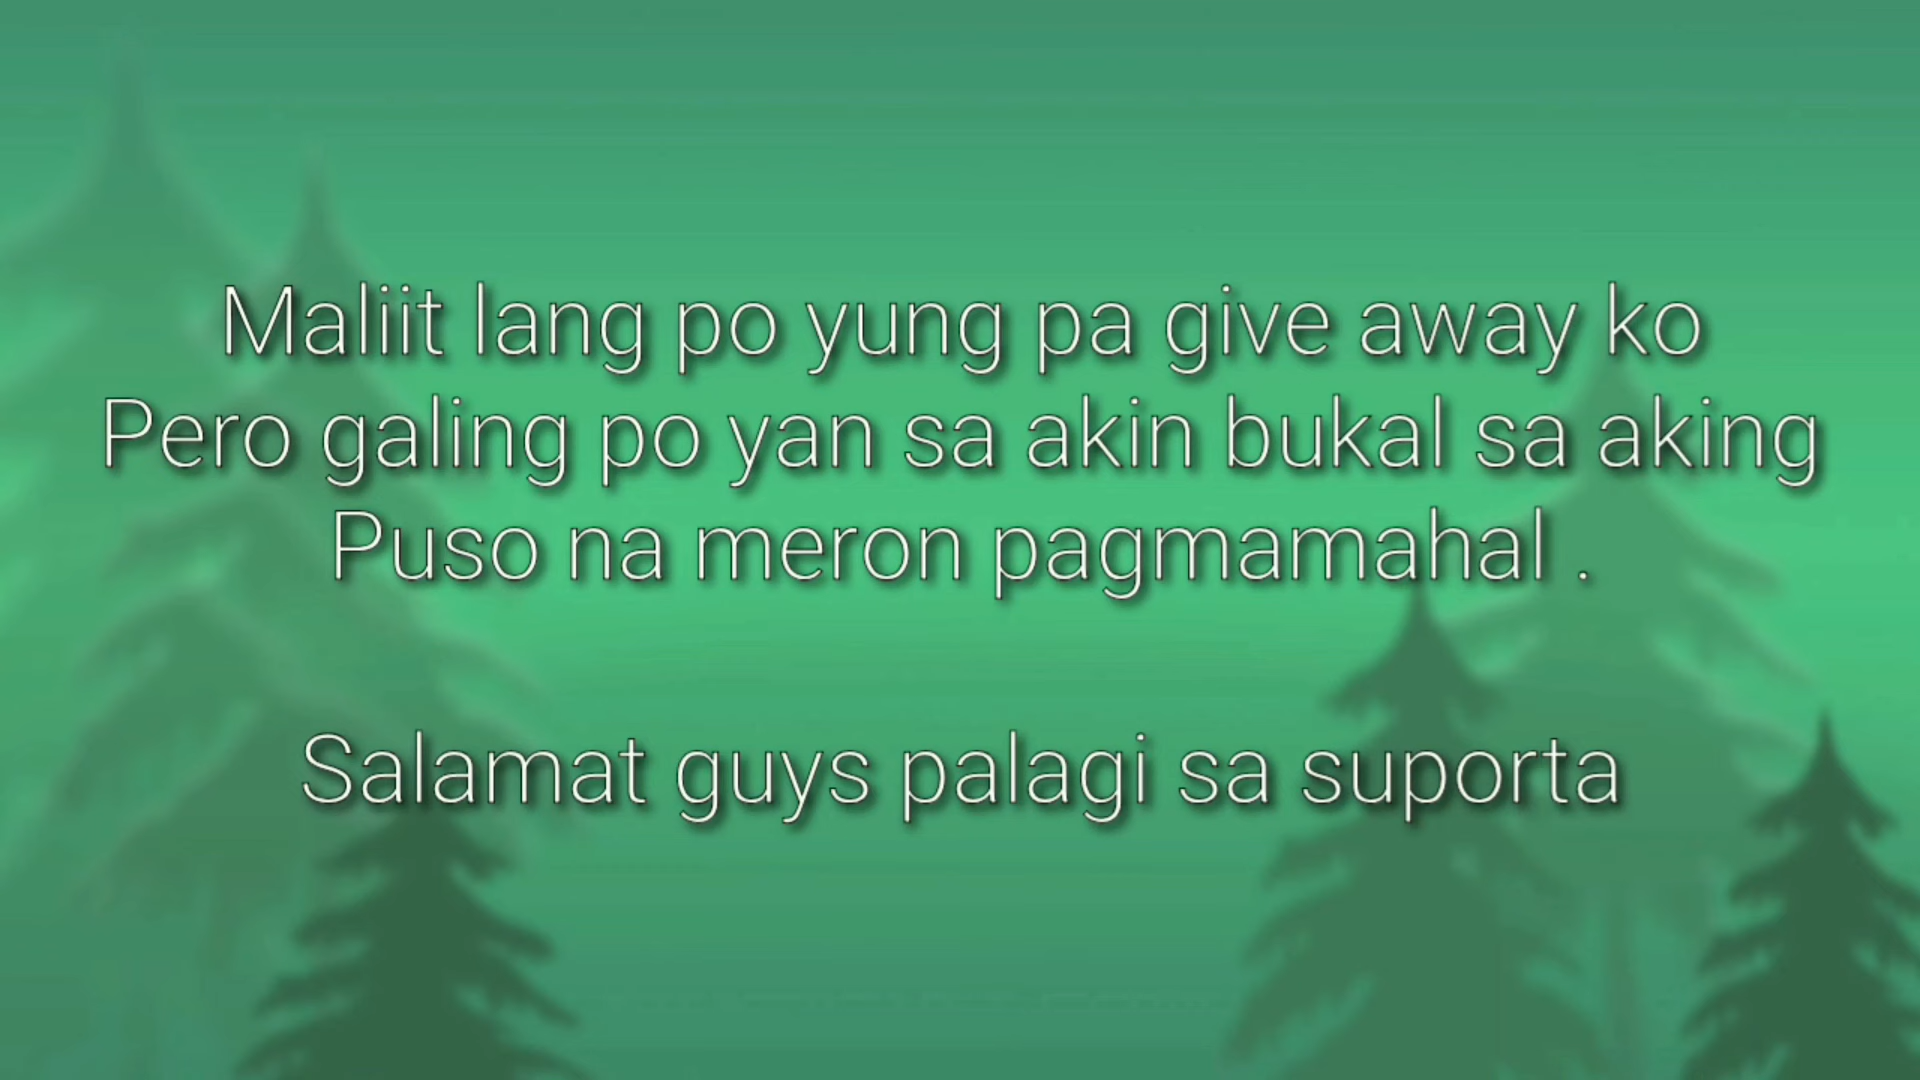 Maliit lang po yung pa give away ko
Pero galing po yan sa akin bukal sa aking
Puso na meron pagmamahal .
Salamat guys palagi sa suporta